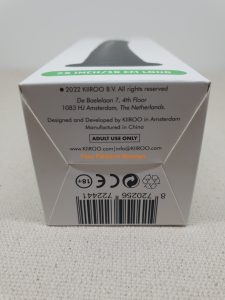 © 2022 KIIROO B.V. All rights reserved
De Boelelaan 7, 4th Floor
1083 HJ Amsterdam, The Netherlands.
Designed and Developed by KIIROO in Amsterdam
Manufactured in China
ADULT USE ONLY
www.KIIROO.com|info@KIIROO.com
18+
8 720256 722441